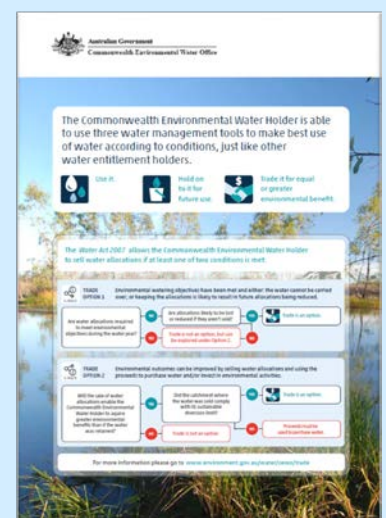 Australian Government
Commonwealth Environmental Water Office
The Commonwealth Environmental Water Holder is able
to use three water management tools to make best use
of water according to conditions, just like other
water entitlement holders.
Use it.
Hold on
to it for
future use.
Trade it for equal
or greater
environmental benefit
The Water Act 2007 allows the Commonwealth Environmental Water Holder
to sell water allocations if at least one of two conditions is met.
TRADE
OPTION 1
Environmental watering objectives have been met and either: the water cannot be carried
over, or keeping the allocations is likely to result in future allocations being reduced.
Are water allocations required
to meet environmental
objectives during the water year?
Are allocations likely to be lost
or reduced if they aren't sold?
Trade is an option.
Trade is not an option, but can
be explored under Option 2.
TRADE
OPTION 2
Environmental outcomes can be improved by selling water allocations and using the
proceeds to purchase water and/or invest in environmental activities.
Will the sale of water
allocations enable the
Commonwealth Environmental
Water Holder to acquire
greater environmental
benefits than if the water
was retained?
Did the catchment where
the water was sold comply
with its sustainable
diversion limit?
Trade is an option.
Trade is not an option.
Proceeds must be
used to purchase water.
For more information please go to www.environment.gov.au/water/cewo/trade